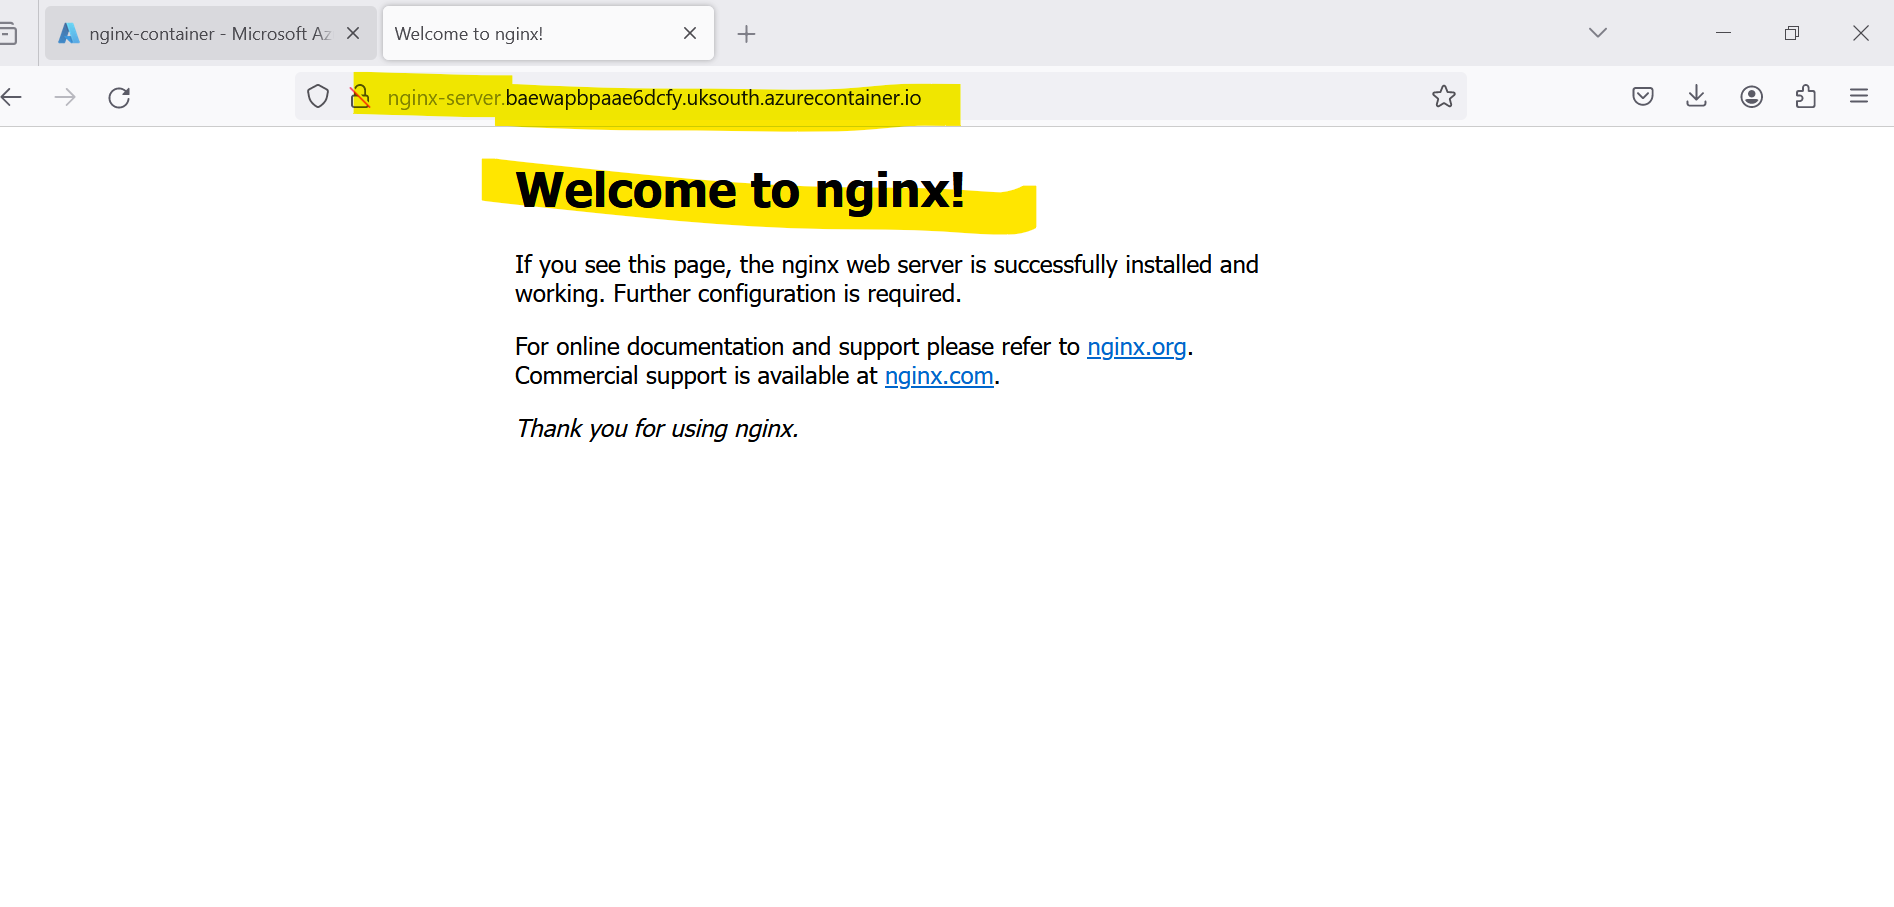 nginx-container - Microsoft Az
Welcome to nginx!
nginx-server.baewapbpaae6dcfy.uksouth.azurecontainer.io
Welcome to nginx!
If you see this page, the nginx web server is successfully installed and
working. Further configuration is required.
For online documentation and support please refer to nginx.org.
Commercial support is available at nginx.com.
Thank you for using nginx.